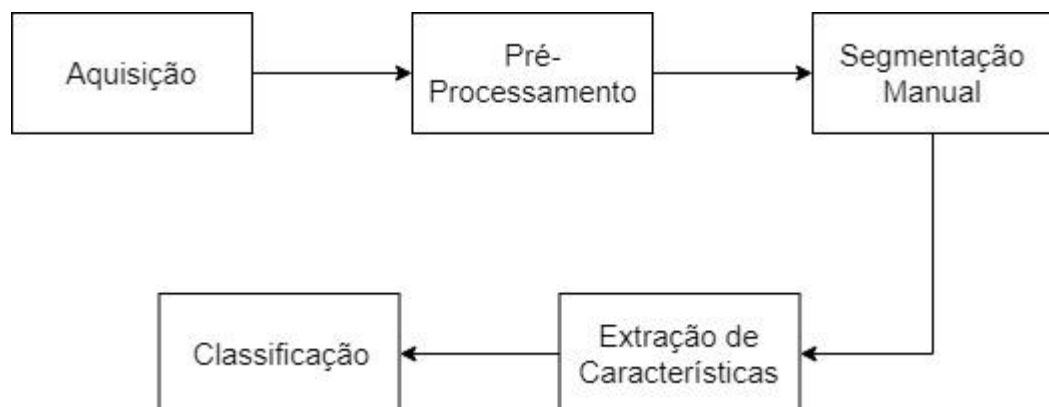 Aquisição
Pré-
Processamento
Segmentação
Manual
Extração de
Características
Classificação